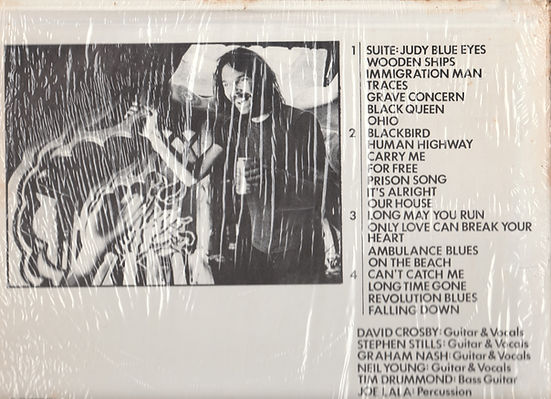 1 SUITE: JUDY BLUE EYES
WOODEN SHIPS
IMMIGRATION MAN
TRACES
GRAVE CONCERN
BLACK QUEEN
OHIO
2 BLACKBIRD
HUMAN HIGHWAY
CARRY ME
FOR FREE
PRISON SONG
IT'S ALRIGHT
OUR HOUSE
3 LONG MAY YOU RUN
ONLY LOVE CAN BREAK YOUR
HEART
AMBULANCE BLUES
ON THE BEACH
4 CAN'T CATCH ME
LONG TIME GONE
REVOLUTION BLUES
FALLING DOWN
DAVID CROSBY: Guitar & Vocals
STEPHEN STILLS: Guitar & Vocals
GRAHAM NASH: Guitar & Vocals
NEIL YOUNG: Guitar & Vocals
TIM DRUMMOND: Bass Guitar
JOE LALA: Percussion